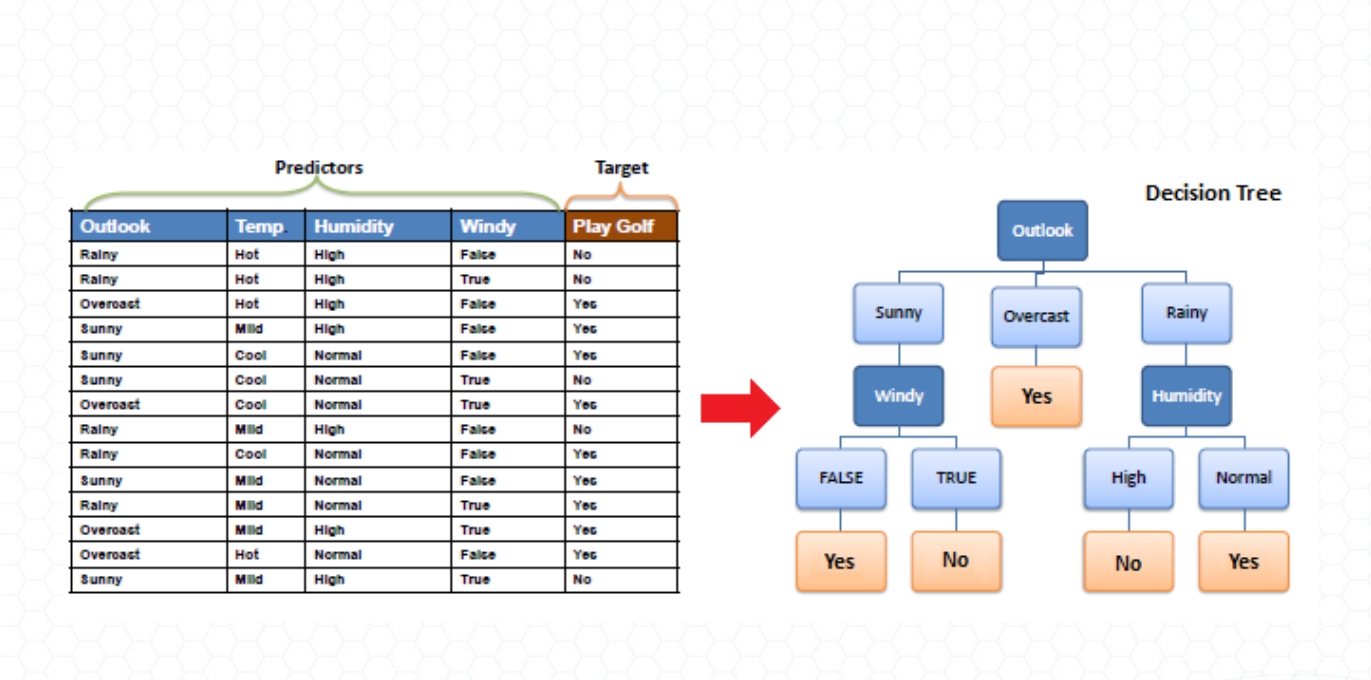 Predictors Target
Outlook Temp. Humidity Windy Play Golf
Rainy Hot High False No
Rainy Hot High True No
Overcast Hot High False Yes
Sunny Mild High False Yes
Sunny Cool Normal False Yes
Sunny Cool Normal True No
Overcast Cool Normal True Yes
Rainy Mild High False No
Rainy Cool Normal False Yes
Sunny Mild Normal False Yes
Rainy Mild Normal True Yes
Overcast Mild High True Yes
Overcast Hot Normal False Yes
Sunny Mild High True No
Decision Tree
Outlook
Sunny Overcast Rainy
Windy Yes Humidity
FALSE TRUE High Normal
Yes No No Yes